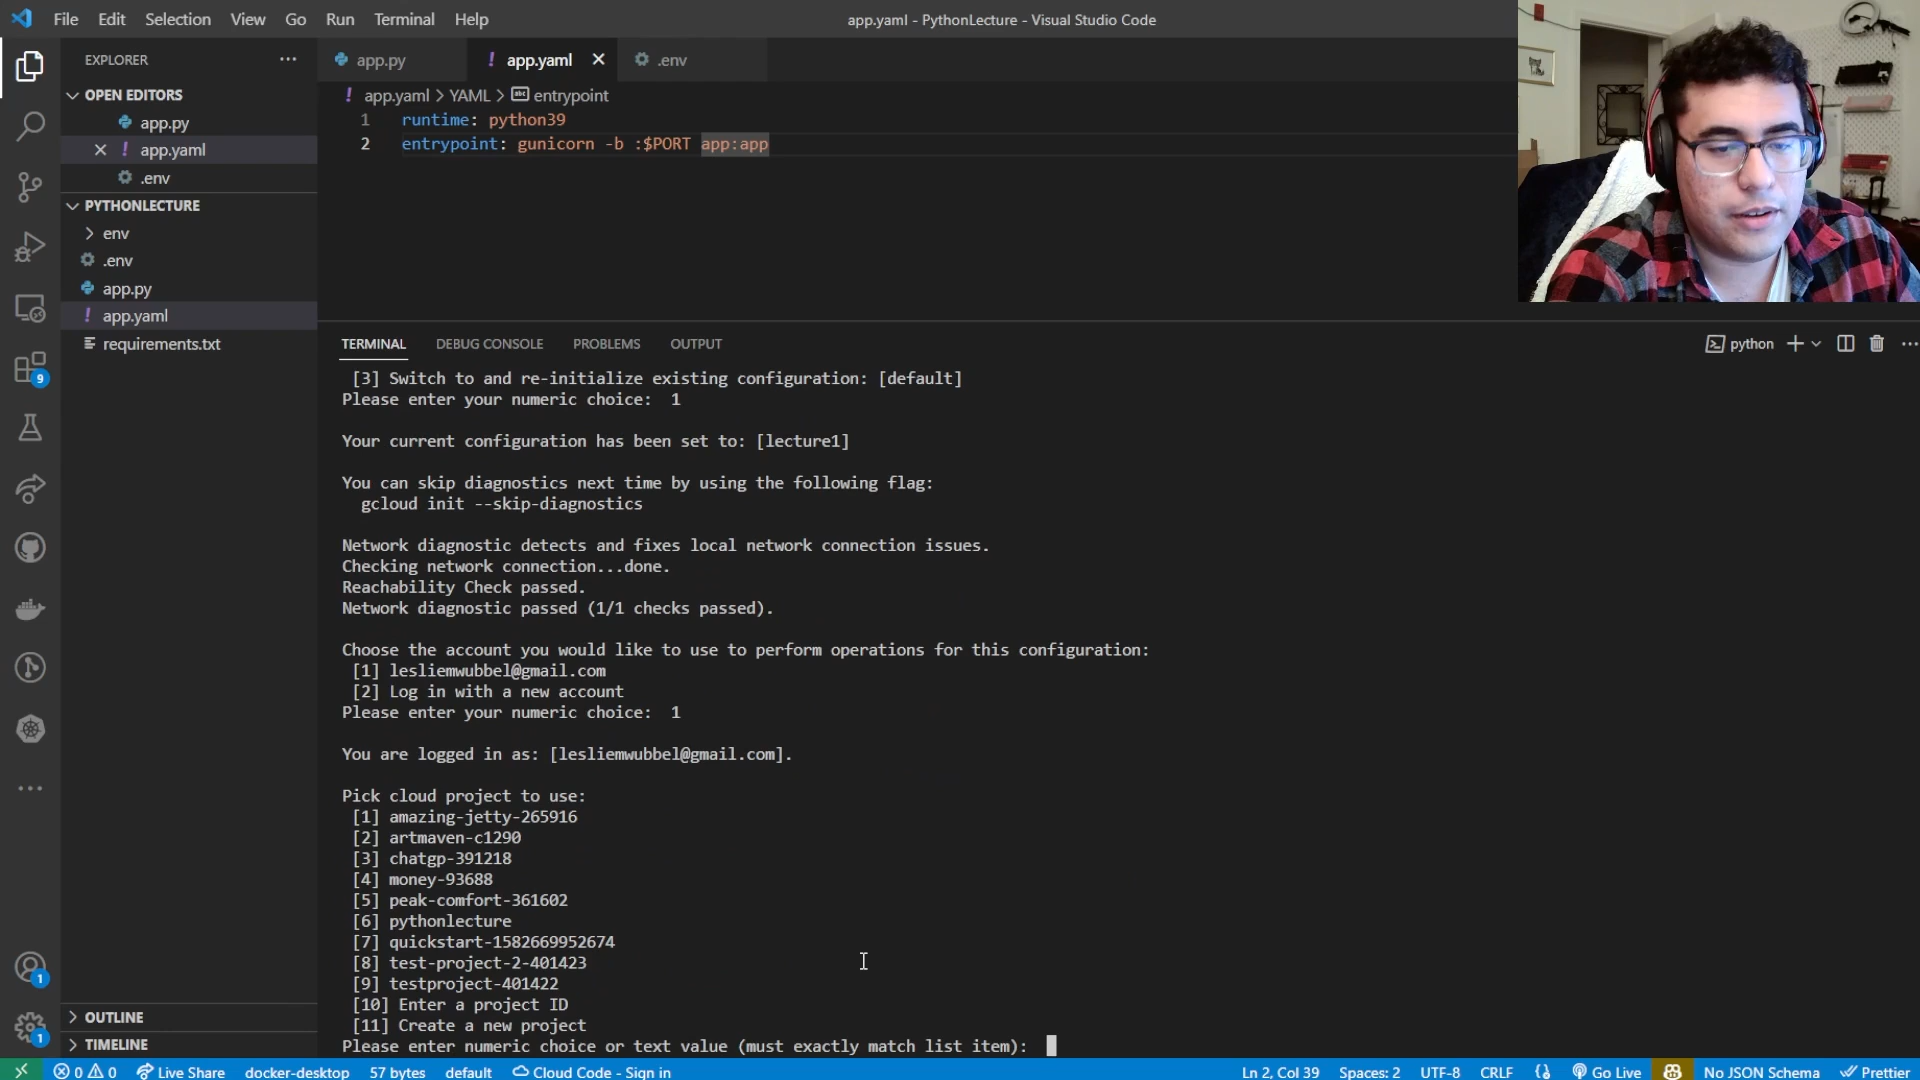 File Edit Selection View Go Run Terminal Help
app.yaml - PythonLecture - Visual Studio Code
EXPLORER
OPEN EDITORS
app.py
app.yaml
.env
PYTHONLECTURE
env
.env
app.py
app.yaml
requirements.txt
OUTLINE
TIMELINE
9
1
1
app.py
app.yaml
.env
app.yaml > YAML > entrypoint
1 runtime: python39
2 entrypoint: gunicorn -b :$PORT app:app
TERMINAL DEBUG CONSOLE PROBLEMS OUTPUT
python
[3] Switch to and re-initialize existing configuration: [default]
Please enter your numeric choice: 1
Your current configuration has been set to: [lecture1]
You can skip diagnostics next time by using the following flag:
gcloud init --skip-diagnostics
Network diagnostic detects and fixes local network connection issues.
Checking network connection...done.
Reachability Check passed.
Network diagnostic passed (1/1 checks passed).
Choose the account you would like to use to perform operations for this configuration:
[1] lesliemwubbel@gmail.com
[2] Log in with a new account
Please enter your numeric choice: 1
You are logged in as: [lesliemwubbel@gmail.com].
Pick cloud project to use:
[1] amazing-jetty-265916
[2] artmaven-c1290
[3] chatgp-391218
[4] money-93688
[5] peak-comfort-361602
[6] pythonlecture
[7] quickstart-1582669952674
[8] test-project-2-401423
[9] testproject-401422
[10] Enter a project ID
[11] Create a new project
Please enter numeric choice or text value (must exactly match list item):
0 0 Live Share docker-desktop 57 bytes default Cloud Code - Sign in
Ln 2, Col 39 Spaces: 2 UTF-8 CRLF Go Live No JSON Schema Prettier